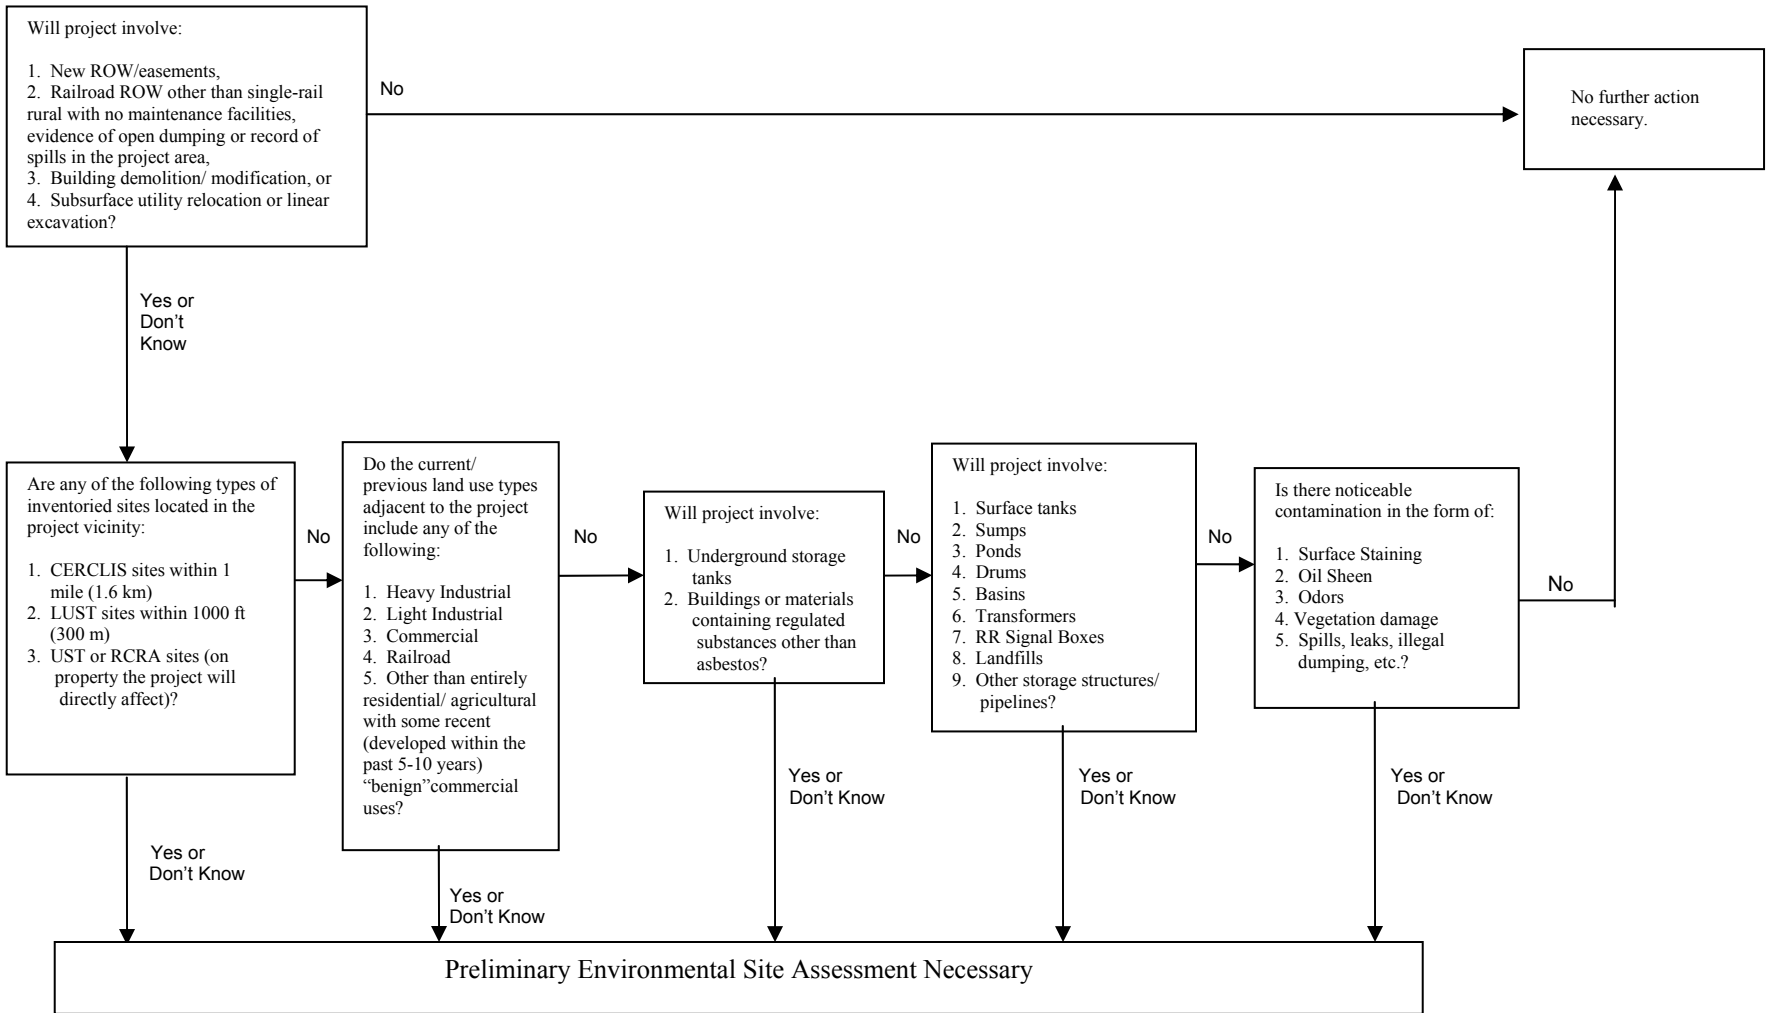 Will project involve:
1. New ROW/easements,
2. Railroad ROW other than single-rail
rural with no maintenance facilities,
evidence of open dumping or record of
spills in the project area,
3. Building demolition/ modification, or
4. Subsurface utility relocation or linear
excavation?
No
No further action
necessary.
Yes or
Don't
Know
Are any of the following types of
inventoried sites located in the
project vicinity:
1. CERCLIS sites within 1
mile (1.6 km)
2. LUST sites within 1000 ft
(300 m)
3. UST or RCRA sites (on
property the project will
directly affect)?
No
Yes or
Don't Know
Do the current/
previous land use types
adjacent to the project
include any of the
following:
1. Heavy Industrial
2. Light Industrial
3. Commercial
4. Railroad
5. Other than entirely
residential/ agricultural
with some recent
(developed within the
past 5-10 years)
“benign”commercial
uses?
No
Yes or
Don't Know
Will project involve:
1. Underground storage
tanks
2. Buildings or materials
containing regulated
substances other than
asbestos?
No
Yes or
Don't Know
Will project involve:
1. Surface tanks
2. Sumps
3. Ponds
4. Drums
5. Basins
6. Transformers
7. RR Signal Boxes
8. Landfills
9. Other storage structures/
pipelines?
No
Yes or
Don't Know
Is there noticeable
contamination in the form of:
1. Surface Staining
2. Oil Sheen
3. Odors
4. Vegetation damage
5. Spills, leaks, illegal
dumping, etc.?
No
Yes or
Don't Know
Preliminary Environmental Site Assessment Necessary